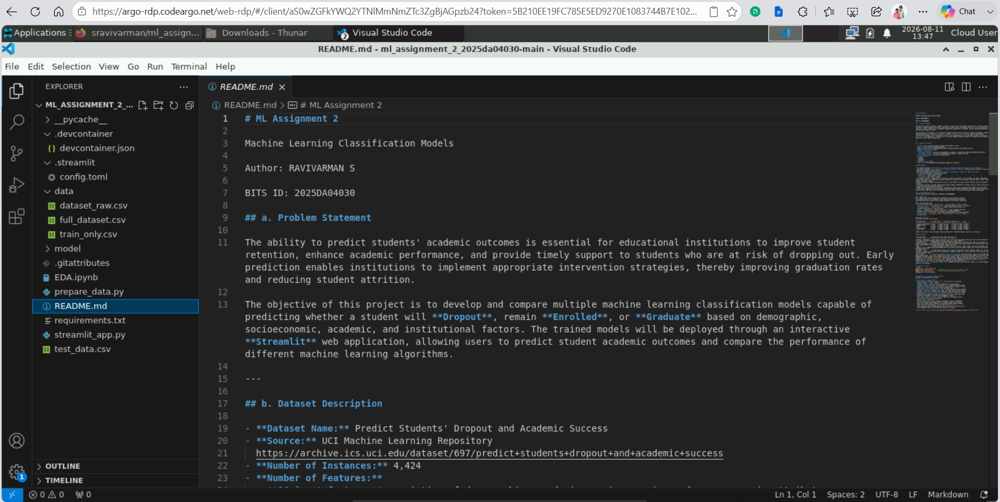 https://argo-rdp.codeargo.net/web-rdp/#/client/aS0wZGFkYWQ2YTNlMmNmZTc3ZgBjAGpzb24?token=5B210EE19FC785E5ED9270E1083744B7E102...
Chat
Applications
sravivarman/ml_assign...
Downloads - Thunar
2 Visual Studio Code
2026-08-11
13:47
Cloud User
README.md - ml_assignment_2_2025da04030-main - Visual Studio Code
File Edit Selection View Go Run Terminal Help
EXPLORER
ML_ASSIGNMENT_2_...
__pycache__
.devcontainer
devcontainer.json
.streamlit
config.toml
data
dataset_raw.csv
full_dataset.csv
train_only.csv
model
.gitattributes
EDA.ipynb
prepare_data.py
README.md
requirements.txt
streamlit_app.py
test_data.csv
OUTLINE
TIMELINE
1
README.md
README.md > # ML Assignment 2
1 # ML Assignment 2
2
3 Machine Learning Classification Models
4
5 Author: RAVIVARMAN S
6
7 BITS ID: 2025DA04030
8
9 ## a. Problem Statement
10
11 The ability to predict students' academic outcomes is essential for educational institutions to improve student
retention, enhance academic performance, and provide timely support to students who are at risk of dropping out. Early
prediction enables institutions to implement appropriate intervention strategies, thereby improving graduation rates
and reducing student attrition.
12
13 The objective of this project is to develop and compare multiple machine learning classification models capable of
predicting whether a student will **Dropout**, remain **Enrolled**, or **Graduate** based on demographic,
socioeconomic, academic, and institutional factors. The trained models will be deployed through an interactive
**Streamlit** web application, allowing users to predict student academic outcomes and compare the performance of
different machine learning algorithms.
14
15 ---
16
17 ## b. Dataset Description
18
19 - **Dataset Name:** Predict Students' Dropout and Academic Success
20 - **Source:** UCI Machine Learning Repository
21 https://archive.ics.uci.edu/dataset/697/predict+students+dropout+and+academic+success
22 - **Number of Instances:** 4,424
23 - **Number of Features:**
0 0 0
Ln 1, Col 1 Spaces: 2 UTF-8 LF Markdown